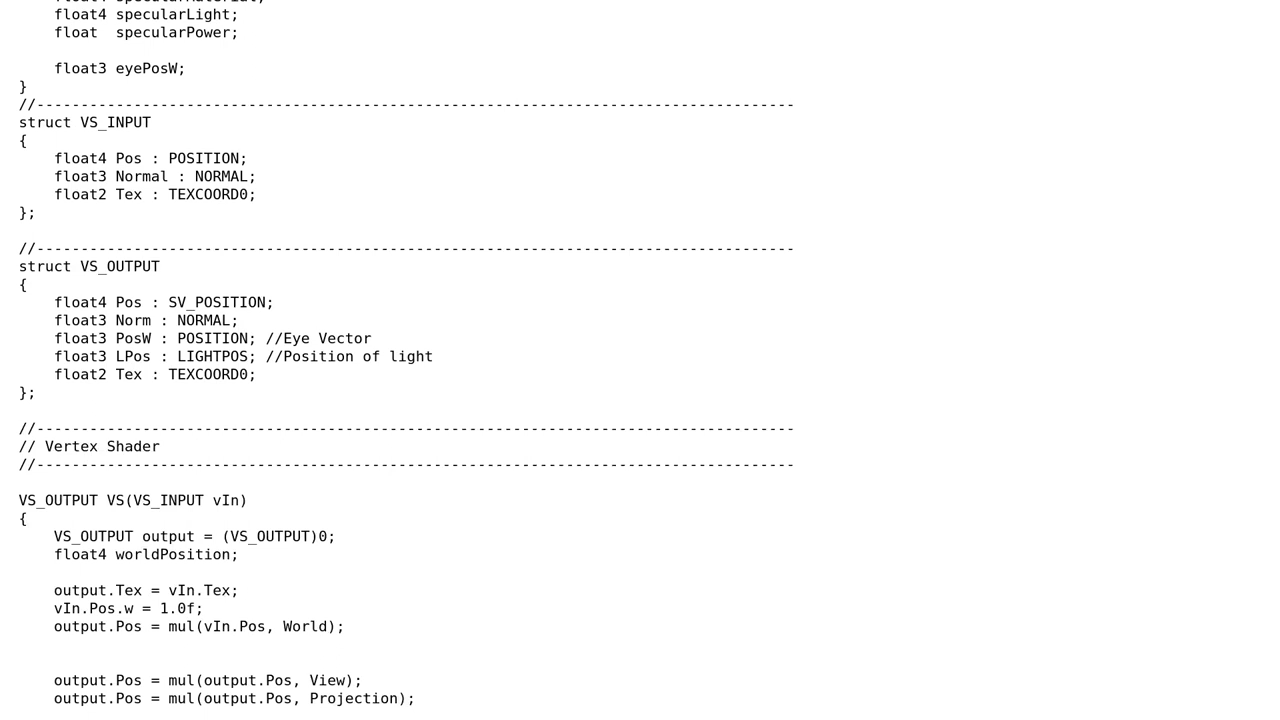 float4 specularMaterial;
    float4 specularLight;
    float  specularPower;

    float3 eyePosW;
}
//--------------------------------------------------------------------------------------
struct VS_INPUT
{
    float4 Pos : POSITION;
    float3 Normal : NORMAL;
    float2 Tex : TEXCOORD0;
};

//--------------------------------------------------------------------------------------
struct VS_OUTPUT
{
    float4 Pos : SV_POSITION;
    float3 Norm : NORMAL;
    float3 PosW : POSITION; //Eye Vector
    float3 LPos : LIGHTPOS; //Position of light
    float2 Tex : TEXCOORD0;
};

//--------------------------------------------------------------------------------------
// Vertex Shader
//--------------------------------------------------------------------------------------

VS_OUTPUT VS(VS_INPUT vIn)
{
    VS_OUTPUT output = (VS_OUTPUT)0;
    float4 worldPosition;

    output.Tex = vIn.Tex;
    vIn.Pos.w = 1.0f;
    output.Pos = mul(vIn.Pos, World);


    output.Pos = mul(output.Pos, View);
    output.Pos = mul(output.Pos, Projection);